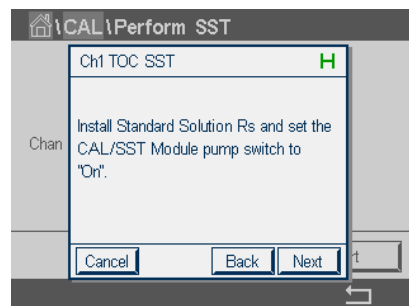 \CAL\Perform SST
Ch1 TOC SST H
Chan
Install Standard Solution Rs and set the
CAL/SST Module pump switch to
"On".
Cancel Back Next
t